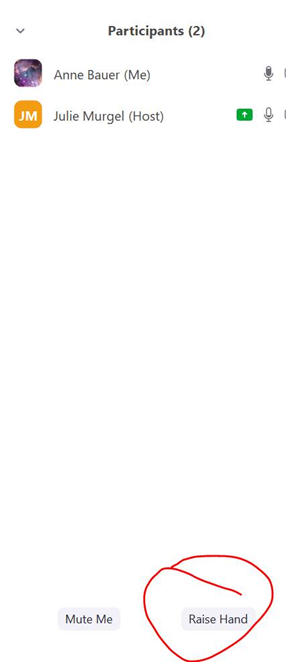 Participants (2)
Anne Bauer (Me)
JM Julie Murgel (Host)
Mute Me Raise Hand